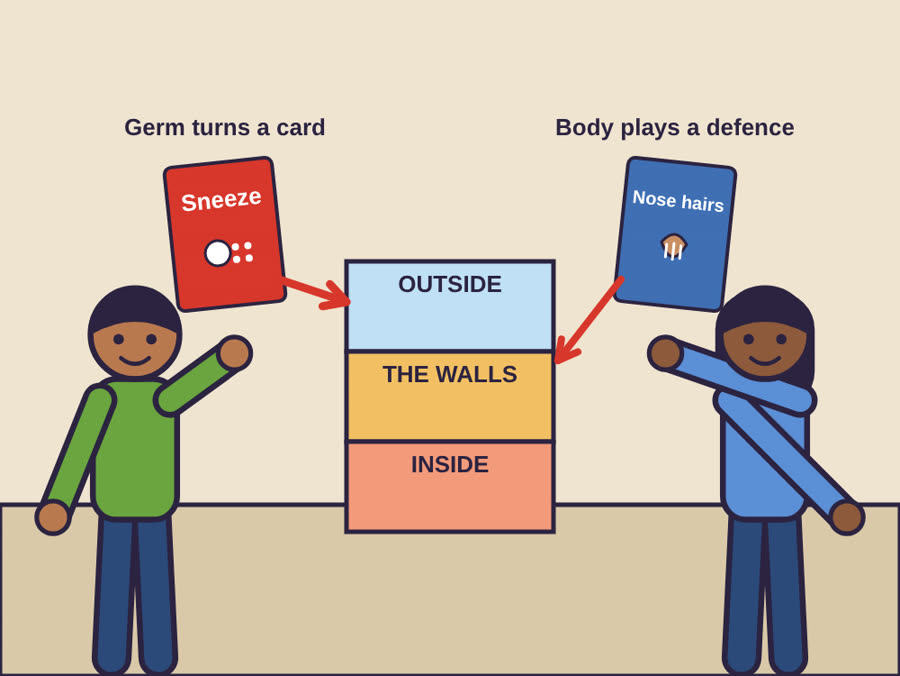 Germ turns a card
Body plays a defence
Sneeze
Nose hairs
OUTSIDE
THE WALLS
INSIDE